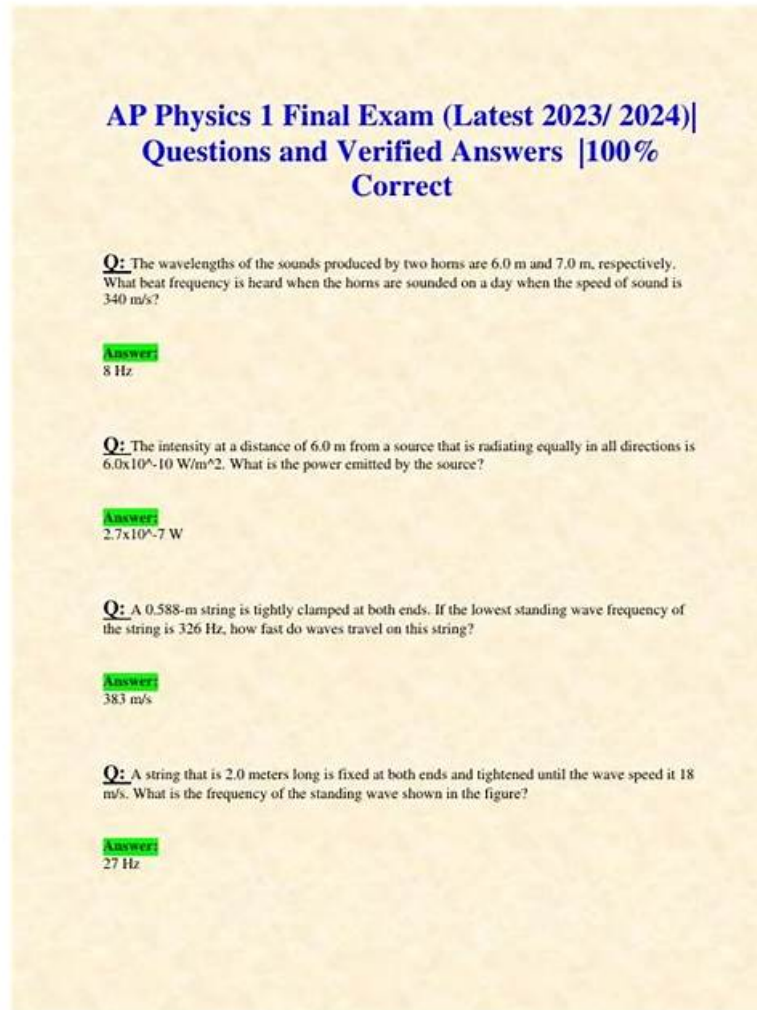 AP Physics 1 Final Exam (Latest 2023/ 2024)|
Questions and Verified Answers |100%
Correct
Q: The wavelengths of the sounds produced by two horns are 6.0 m and 7.0 m, respectively.
What beat frequency is heard when the horns are sounded on a day when the speed of sound is
340 m/s?
Answer:
8 Hz
Q: The intensity at a distance of 6.0 m from a source that is radiating equally in all directions is
6.0x10^-10 W/m^2. What is the power emitted by the source?
Answer:
2.7x10^-7 W
Q: A 0.588-m string is tightly clamped at both ends. If the lowest standing wave frequency of
the string is 326 Hz, how fast do waves travel on this string?
Answer:
383 m/s
Q: A string that is 2.0 meters long is fixed at both ends and tightened until the wave speed it 18
m/s. What is the frequency of the standing wave shown in the figure?
Answer:
27 Hz